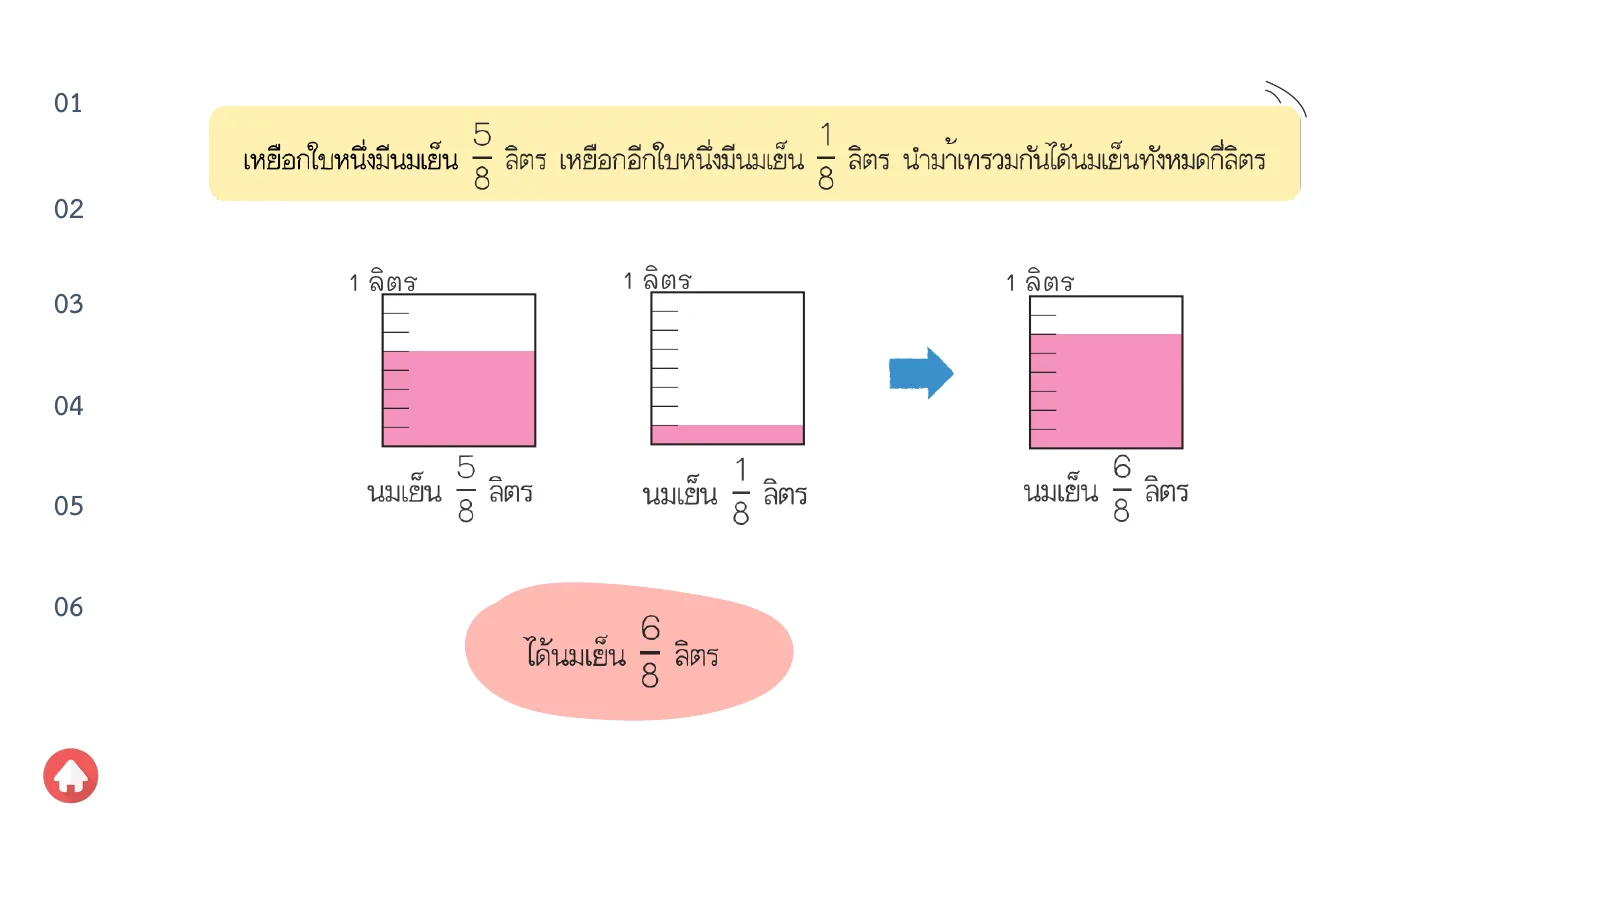 01
02
03
04
05
06
เหยือกใบหนึ่งมีนมเย็น 5/8 ลิตร เหยือกอีกใบหนึ่งมีนมเย็น 1/8 ลิตร นำมาเทรวมกันได้นมเย็นทั้งหมดกี่ลิตร
1 ลิตร
1 ลิตร
1 ลิตร
นมเย็น 5/8 ลิตร
นมเย็น 1/8 ลิตร
นมเย็น 6/8 ลิตร
ได้นมเย็น 6/8 ลิตร